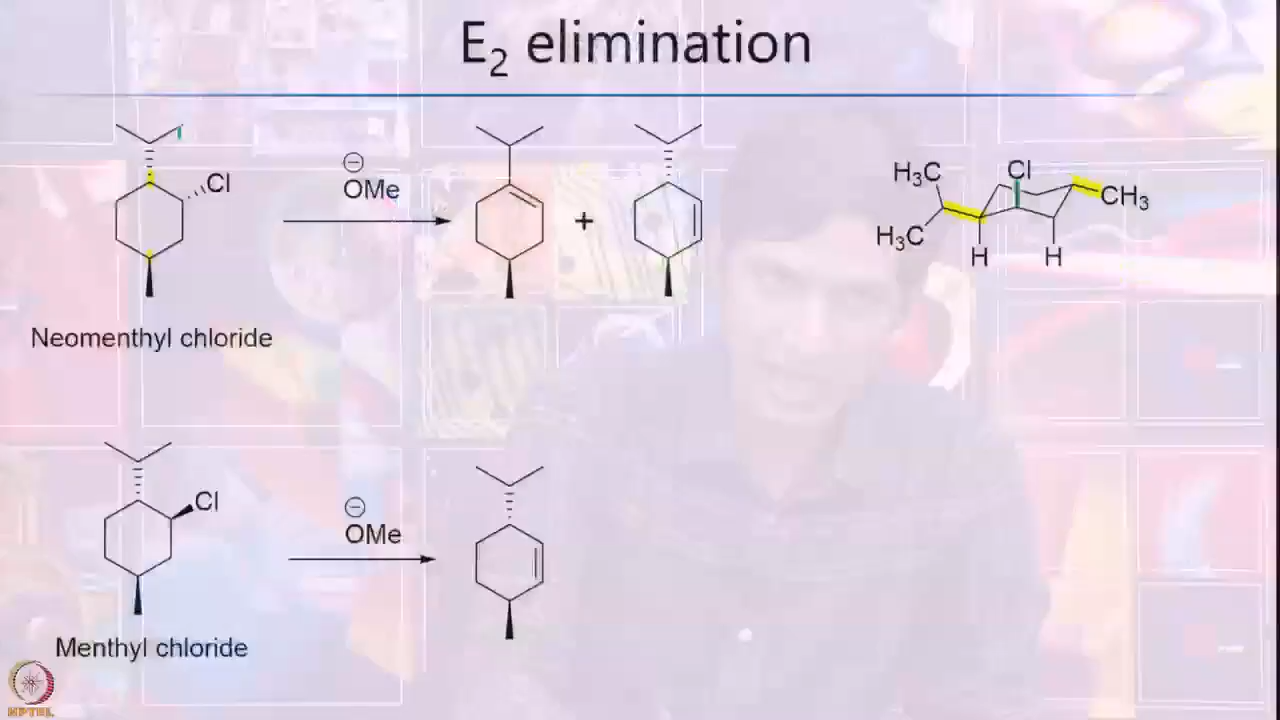 E₂ elimination
Cl
⊖
OMe
+
H₃C
Cl
CH₃
H₃C
H
H
Neomenthyl chloride
Cl
⊖
OMe
Menthyl chloride
NPTEL